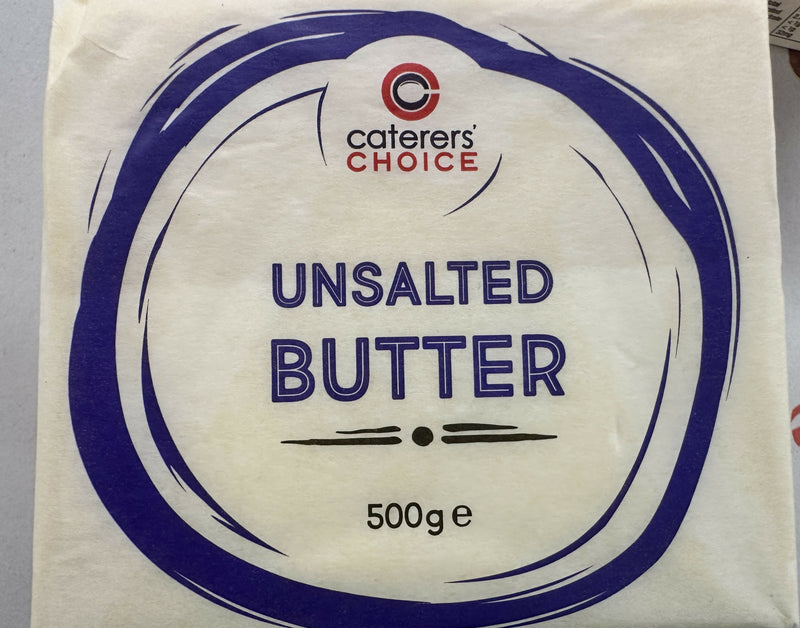 caterers'
CHOICE
UNSALTED
BUTTER
500g e